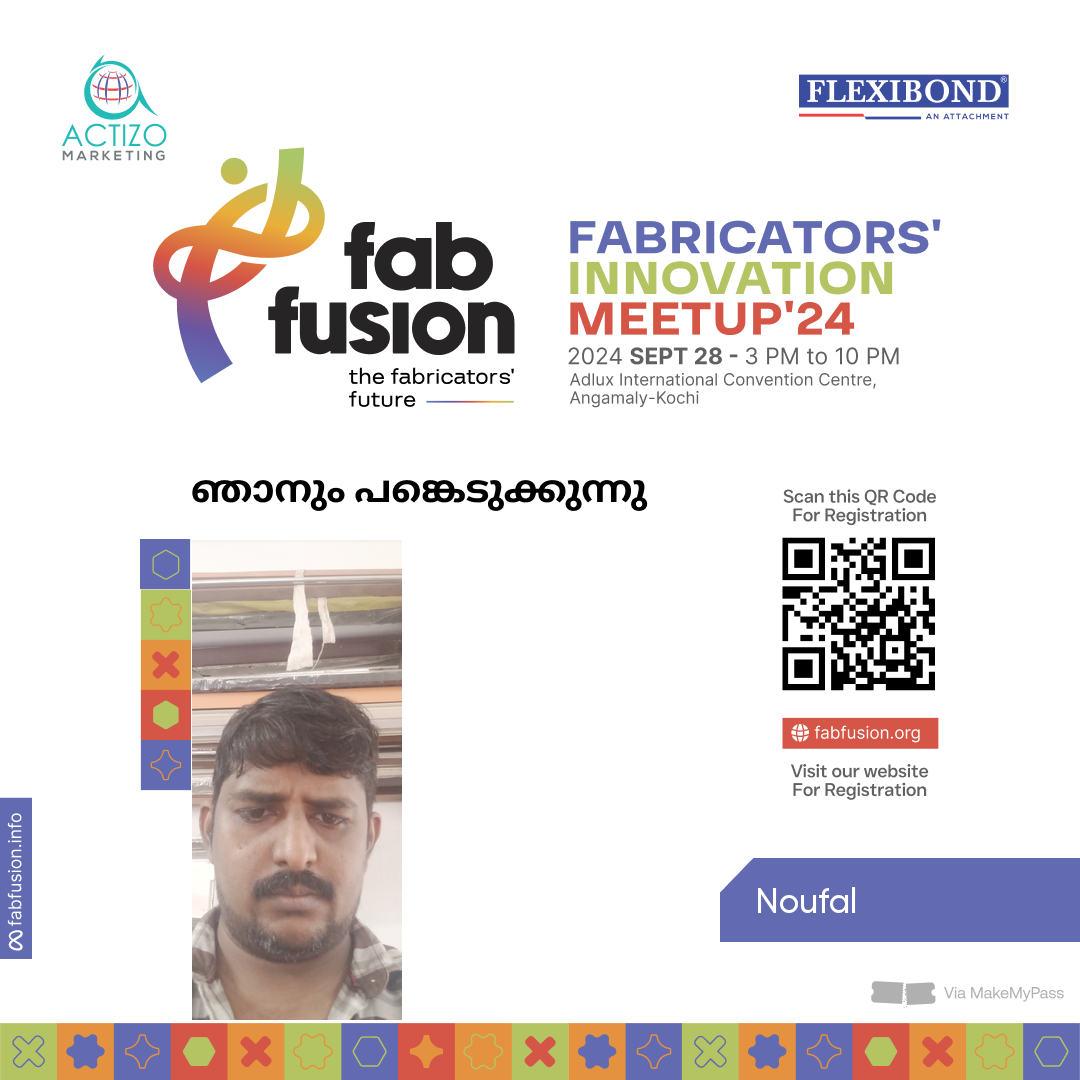 ACTIZO
MARKETING
FLEXIBOND®
AN ATTACHMENT
fab
fusion
the fabricators'
future
FABRICATORS'
INNOVATION
MEETUP'24
2024 SEPT 28 - 3 PM to 10 PM
Adlux International Convention Centre,
Angamaly-Kochi
ഞാനും പങ്കെടുക്കുന്നു
Scan this QR Code
For Registration
fabfusion.org
Visit our website
For Registration
fabfusion.info
Noufal
Via MakeMyPass